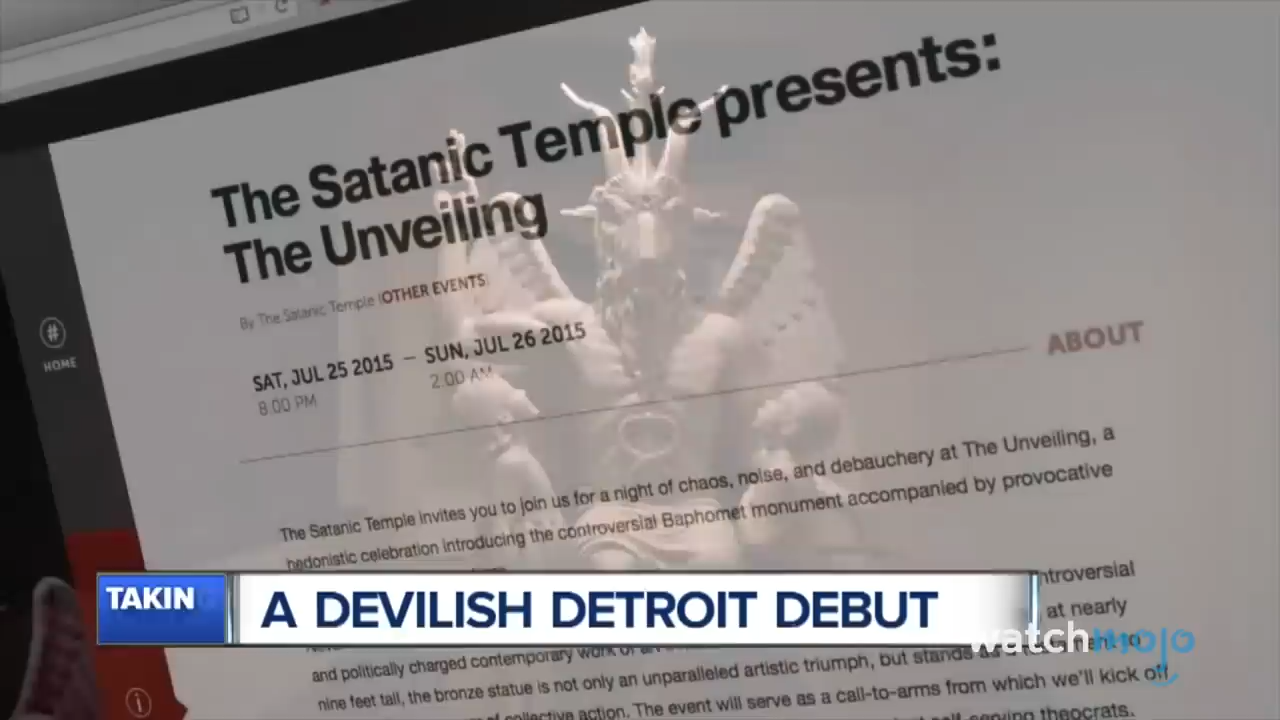 The Satanic Temple presents:
The Unveiling
By The Satanic Temple (OTHER EVENTS)
SAT, JUL 25 2015 – SUN, JUL 26 2015
8:00 PM 2:00 AM
#
HOME
ABOUT
The Satanic Temple invites you to join us for a night of chaos, noise, and debauchery at The Unveiling, a
hedonistic celebration introducing the controversial Baphomet monument accompanied by provocative
ntroversial
TAKIN
A DEVILISH DETROIT DEBUT
at nearly
watchmojo
and politically charged contemporary work of
nine feet tall, the bronze statue is not only an unparalleled artistic triumph, but stands as a to
of collective action. The event will serve as a call-to-arms from which we'll kick off
self-serving theocrats.
i